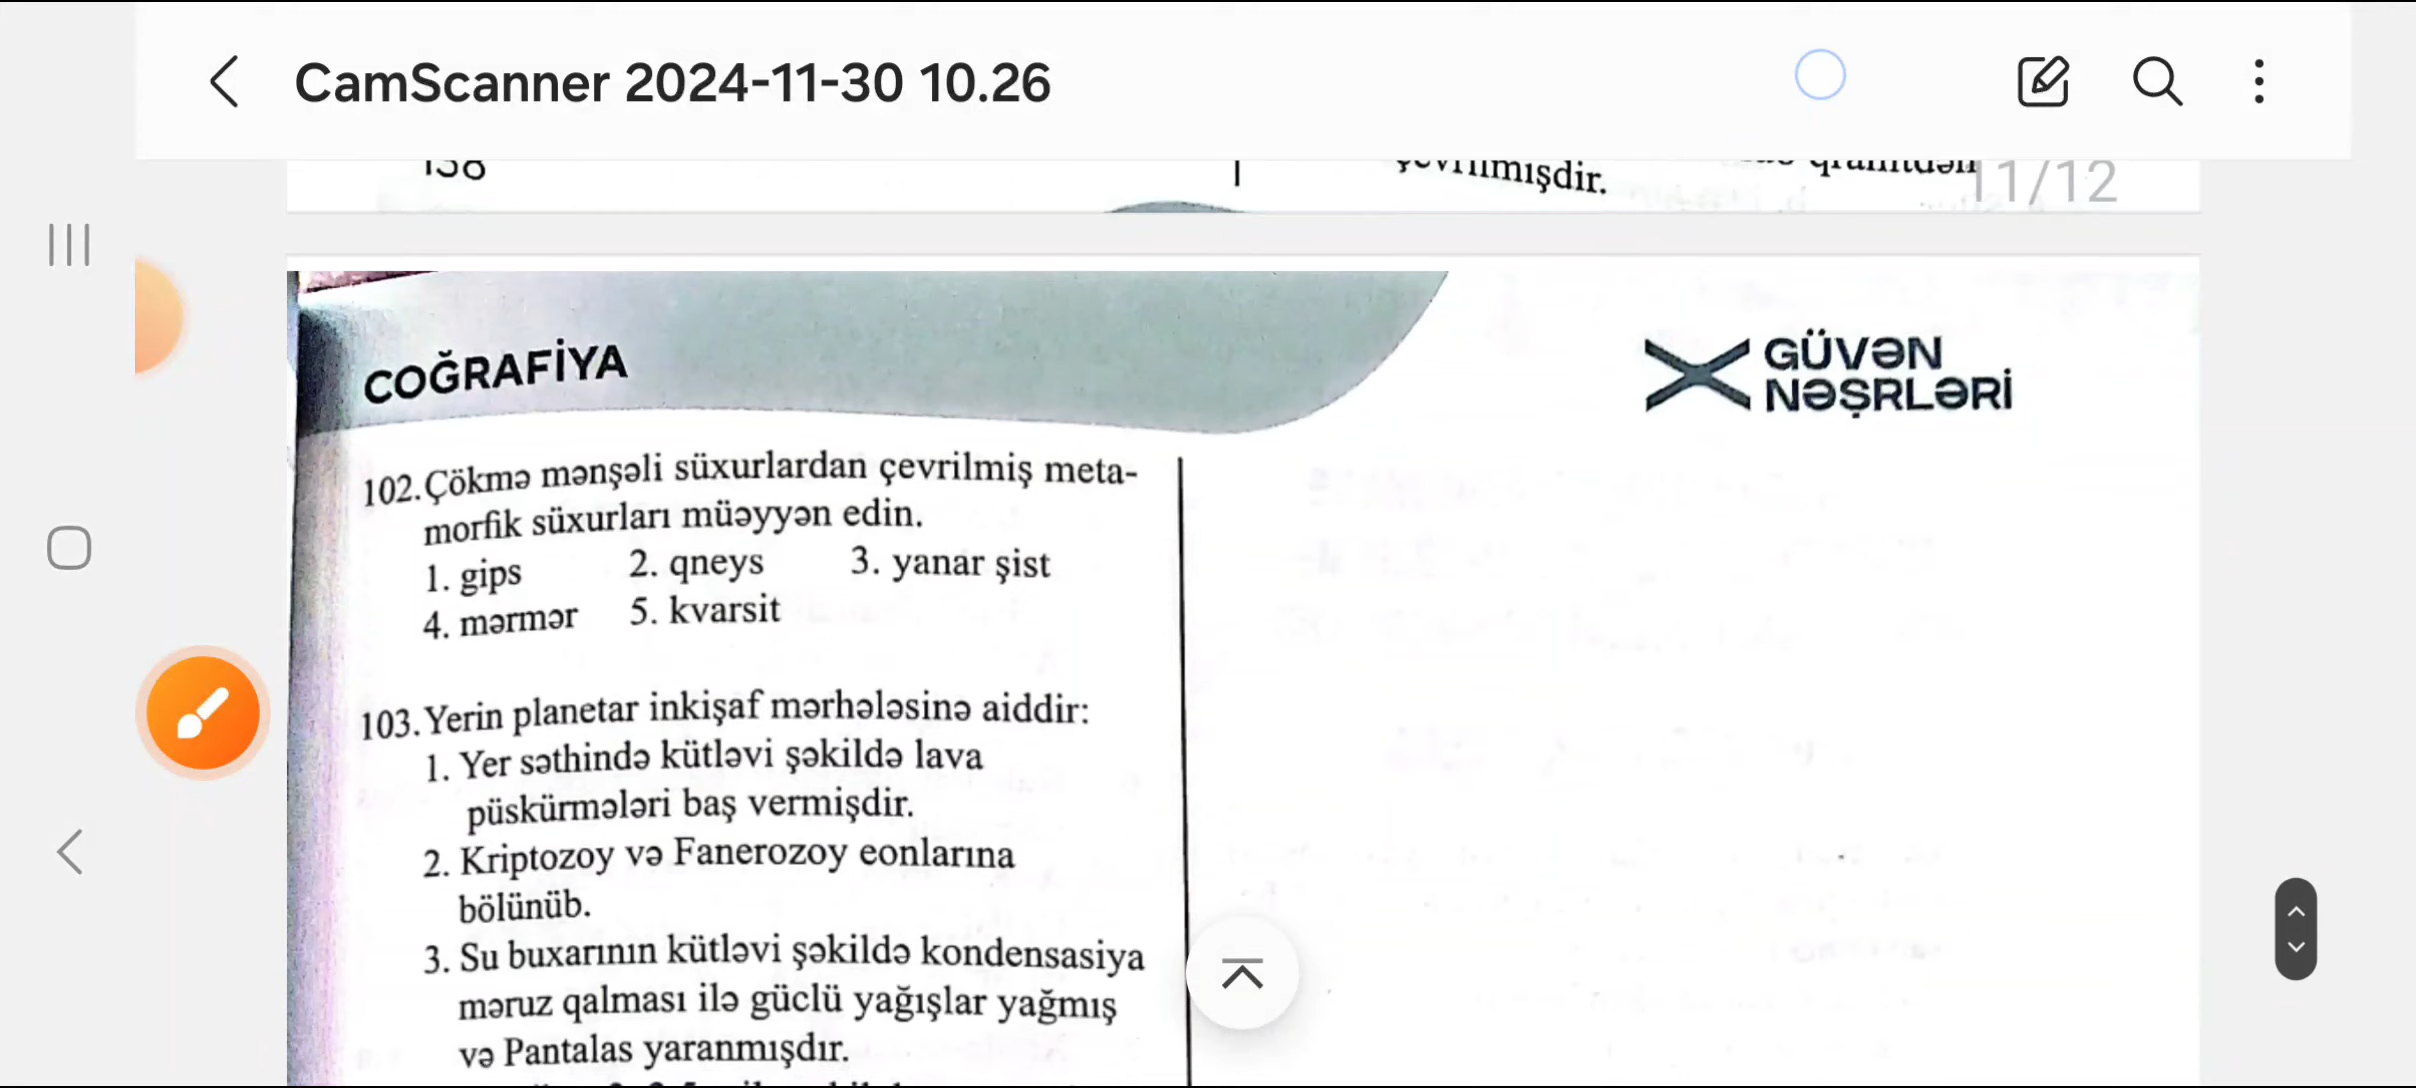 CamScanner 2024-11-30 10.26
138
çevrilmişdir.
11/12
COĞRAFİYA
GÜVƏN
NƏŞRLƏRİ
102. Çökmə mənşəli süxurlardan çevrilmiş meta-
morfik süxurları müəyyən edin.
1. gips 2. qneys 3. yanar şist
4. mərmər 5. kvarsit
103. Yerin planetar inkişaf mərhələsinə aiddir:
1. Yer səthində kütləvi şəkildə lava
püskürmələri baş vermişdir.
2. Kriptozoy və Fanerozoy eonlarına
bölünüb.
3. Su buxarının kütləvi şəkildə kondensasiya
məruz qalması ilə güclü yağışlar yağmış
və Pantalas yaranmışdır.